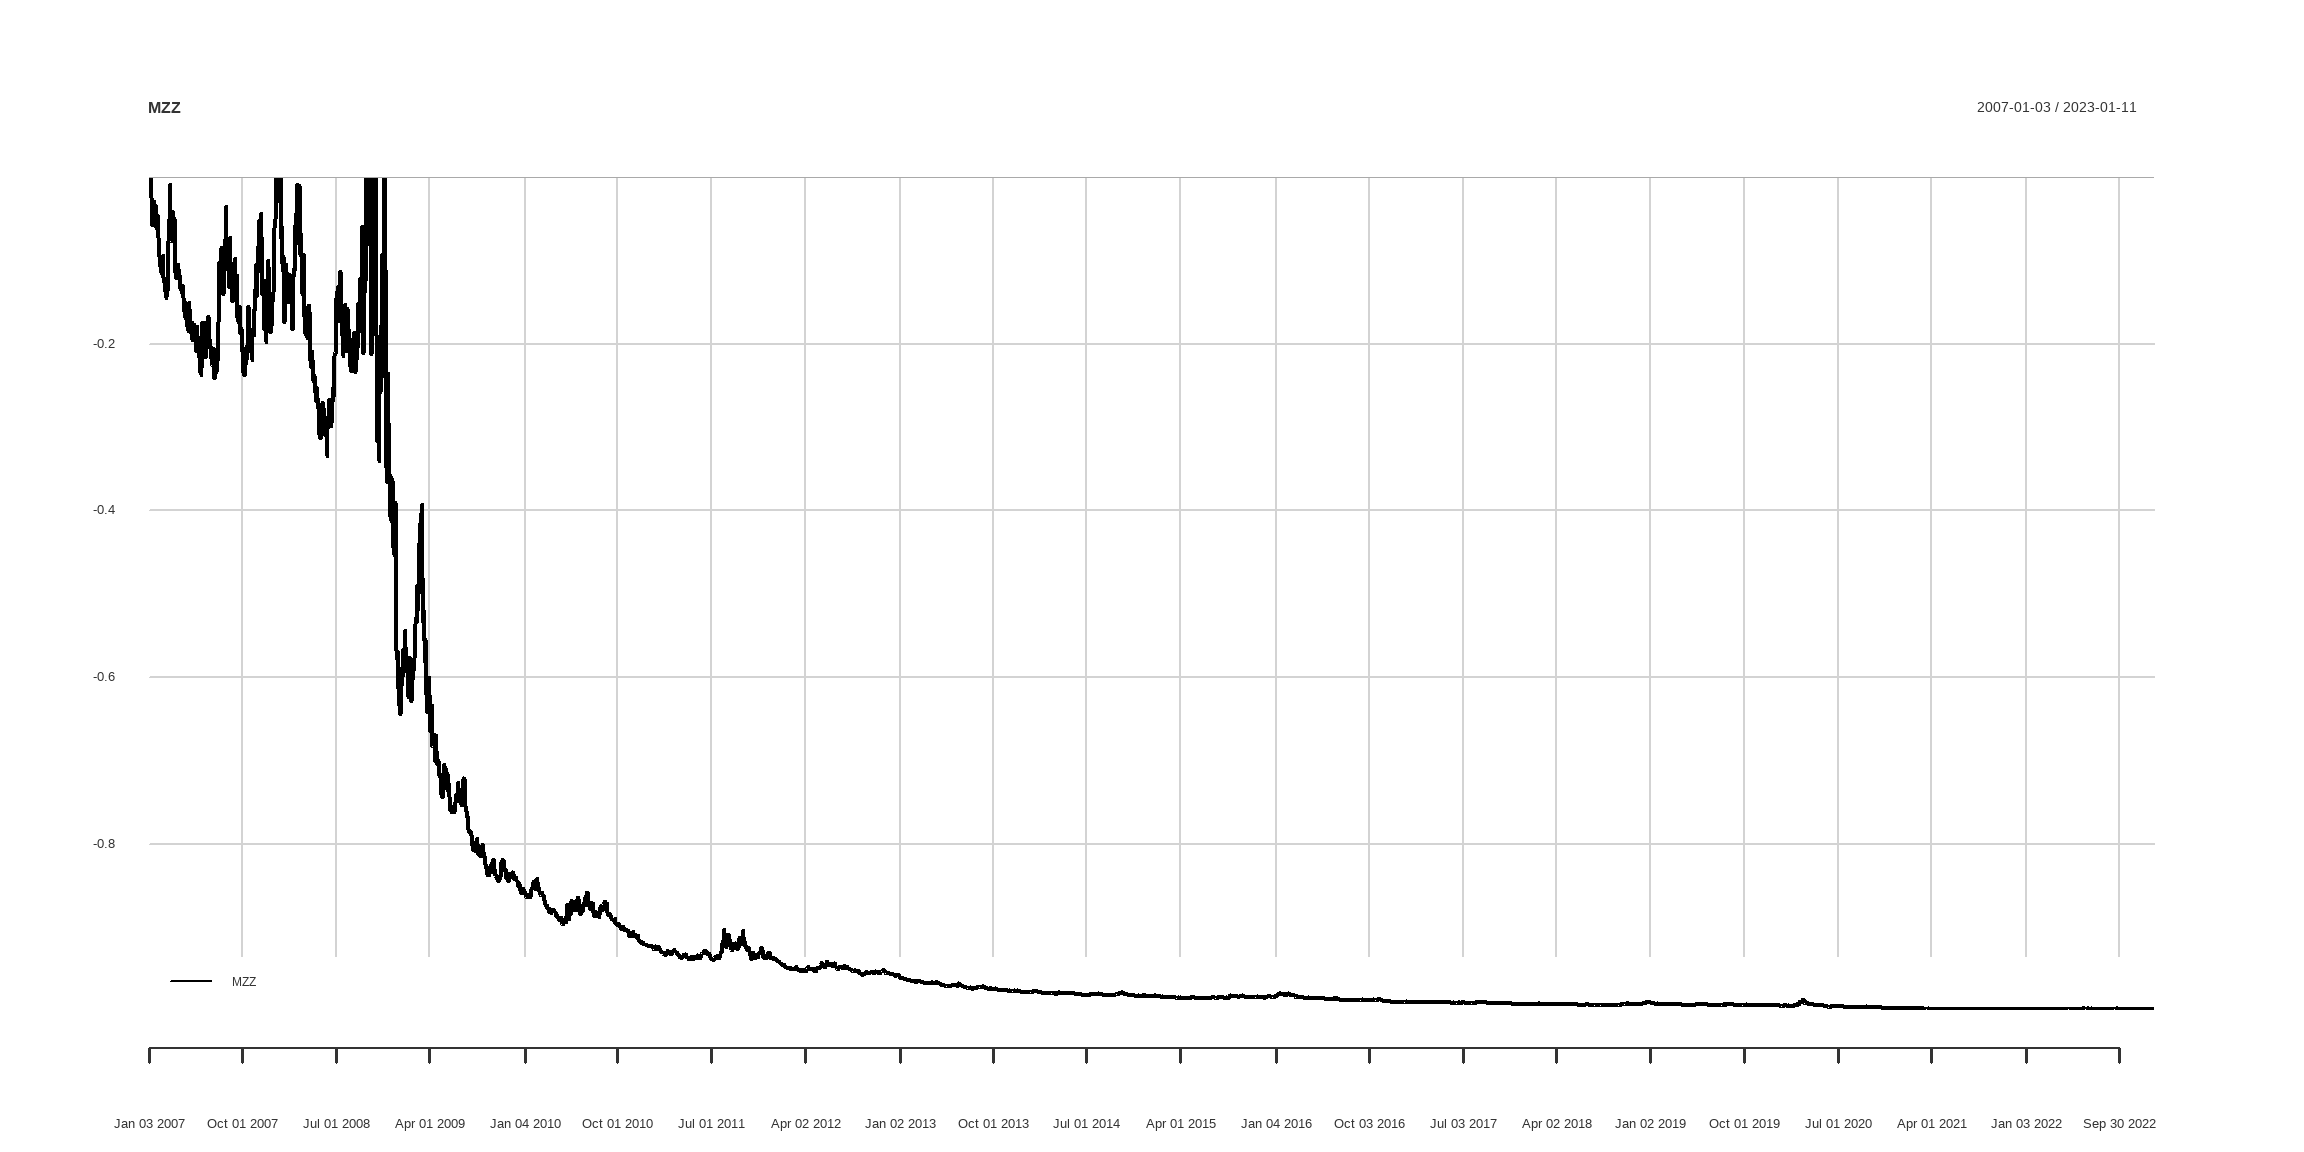 MZZ
2007-01-03 / 2023-01-11
-0.2
-0.4
-0.6
-0.8
MZZ
Jan 03 2007 Oct 01 2007 Jul 01 2008 Apr 01 2009 Jan 04 2010 Oct 01 2010 Jul 01 2011 Apr 02 2012 Jan 02 2013 Oct 01 2013 Jul 01 2014 Apr 01 2015 Jan 04 2016 Oct 03 2016 Jul 03 2017 Apr 02 2018 Jan 02 2019 Oct 01 2019 Jul 01 2020 Apr 01 2021 Jan 03 2022 Sep 30 2022